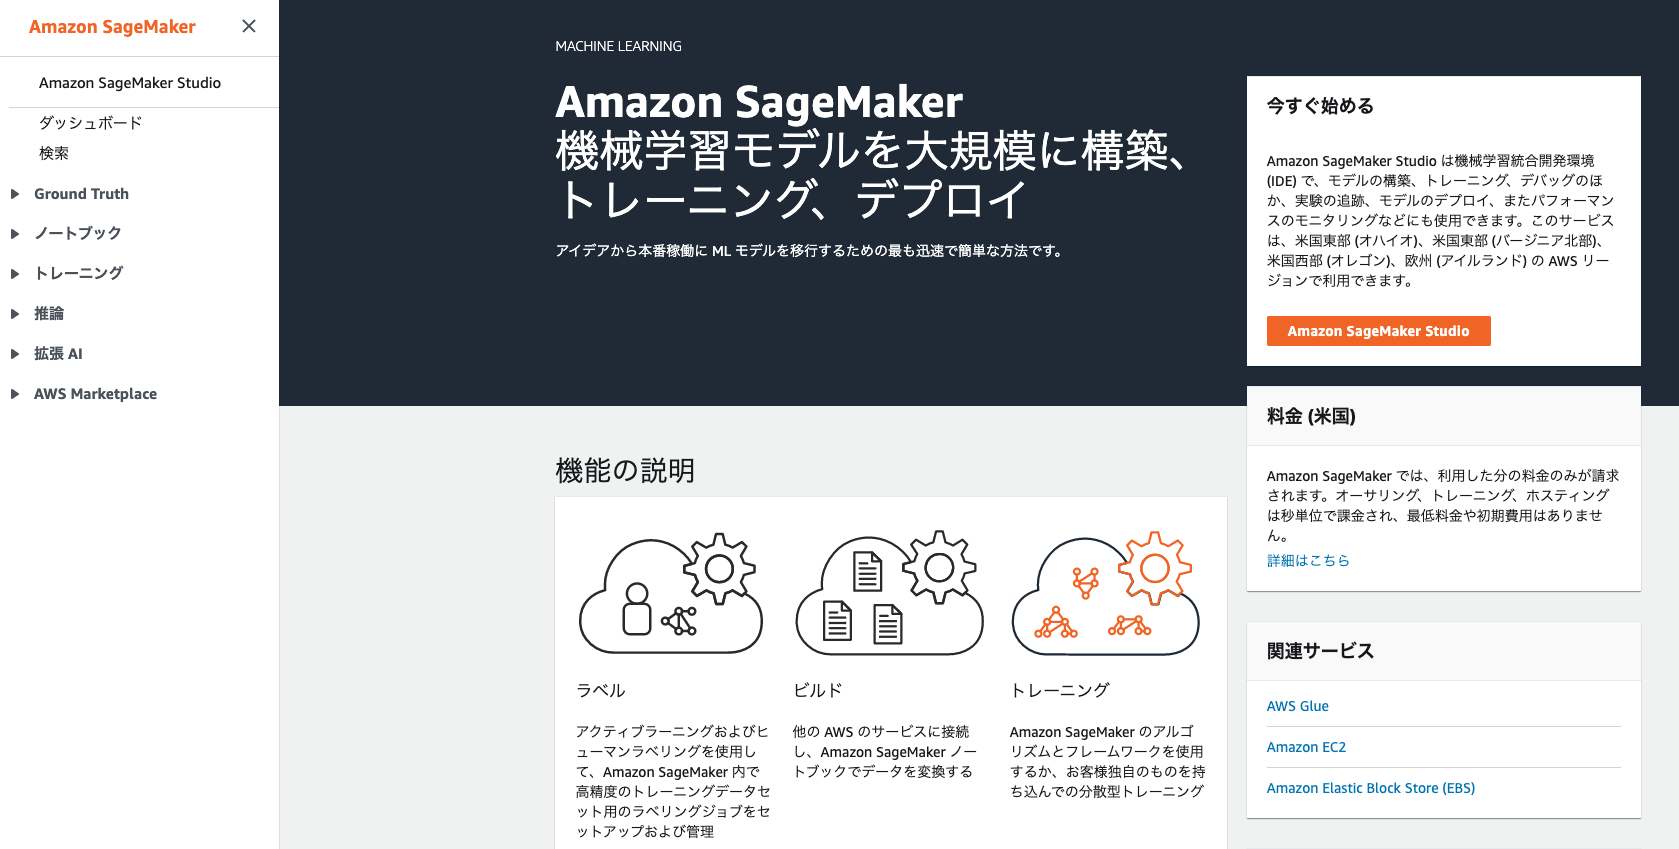 Amazon SageMaker
Amazon SageMaker Studio
ダッシュボード
検索
Ground Truth
ノートブック
トレーニング
推論
拡張 AI
AWS Marketplace
MACHINE LEARNING
Amazon SageMaker
機械学習モデルを大規模に構築、
トレーニング、デプロイ
アイデアから本番稼働に ML モデルを移行するための最も迅速で簡単な方法です。
今すぐ始める
Amazon SageMaker Studio は機械学習統合開発環境
(IDE) で、モデルの構築、トレーニング、デバッグのほ
か、実験の追跡、モデルのデプロイ、またパフォーマン
スのモニタリングなどにも使用できます。このサービス
は、米国東部 (オハイオ)、米国東部 (バージニア北部)、
米国西部 (オレゴン)、欧州 (アイルランド) の AWS リー
ジョンで利用できます。
Amazon SageMaker Studio
料金 (米国)
Amazon SageMaker では、利用した分の料金のみが請求
されます。オーサリング、トレーニング、ホスティング
は秒単位で課金され、最低料金や初期費用はありませ
ん。
詳細はこちら
関連サービス
AWS Glue
Amazon EC2
Amazon Elastic Block Store (EBS)
機能の説明
ラベル
アクティブラーニングおよびヒ
ューマンラベリングを使用し
て、Amazon SageMaker 内で
高精度のトレーニングデータセ
ット用のラベリングジョブをセ
ットアップおよび管理
ビルド
他の AWS のサービスに接続
し、Amazon SageMaker ノー
トブックでデータを変換する
トレーニング
Amazon SageMaker のアルゴ
リズムとフレームワークを使用
するか、お客様独自のものを持
ち込んでの分散型トレーニング